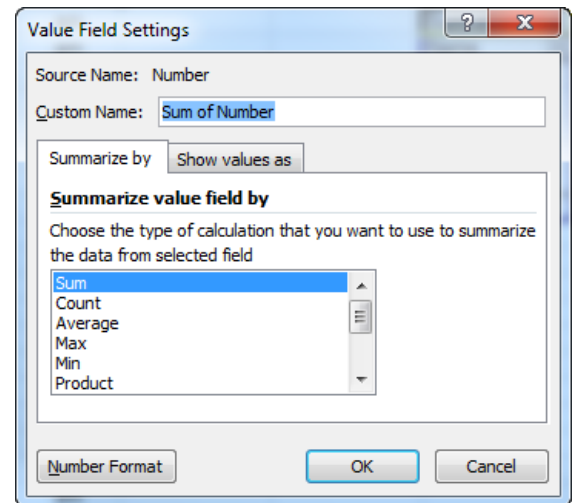 Value Field Settings
Source Name: Number
Custom Name: Sum of Number
Summarize by Show values as
Summarize value field by
Choose the type of calculation that you want to use to summarize
the data from selected field
Sum
Count
Average
Max
Min
Product
Number Format OK Cancel